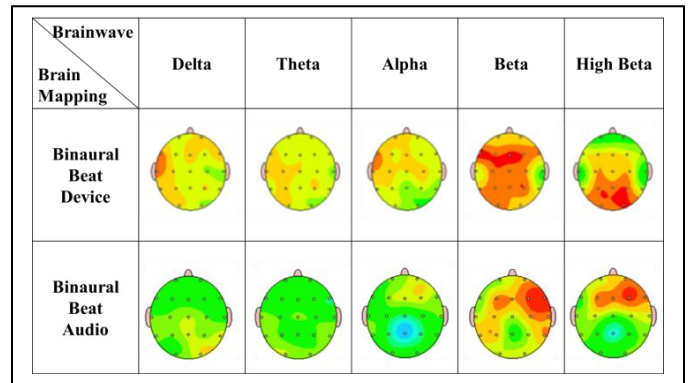 Brainwave
Brain
Mapping
Delta
Theta
Alpha
Beta
High Beta
Binaural
Beat
Device
Binaural
Beat
Audio